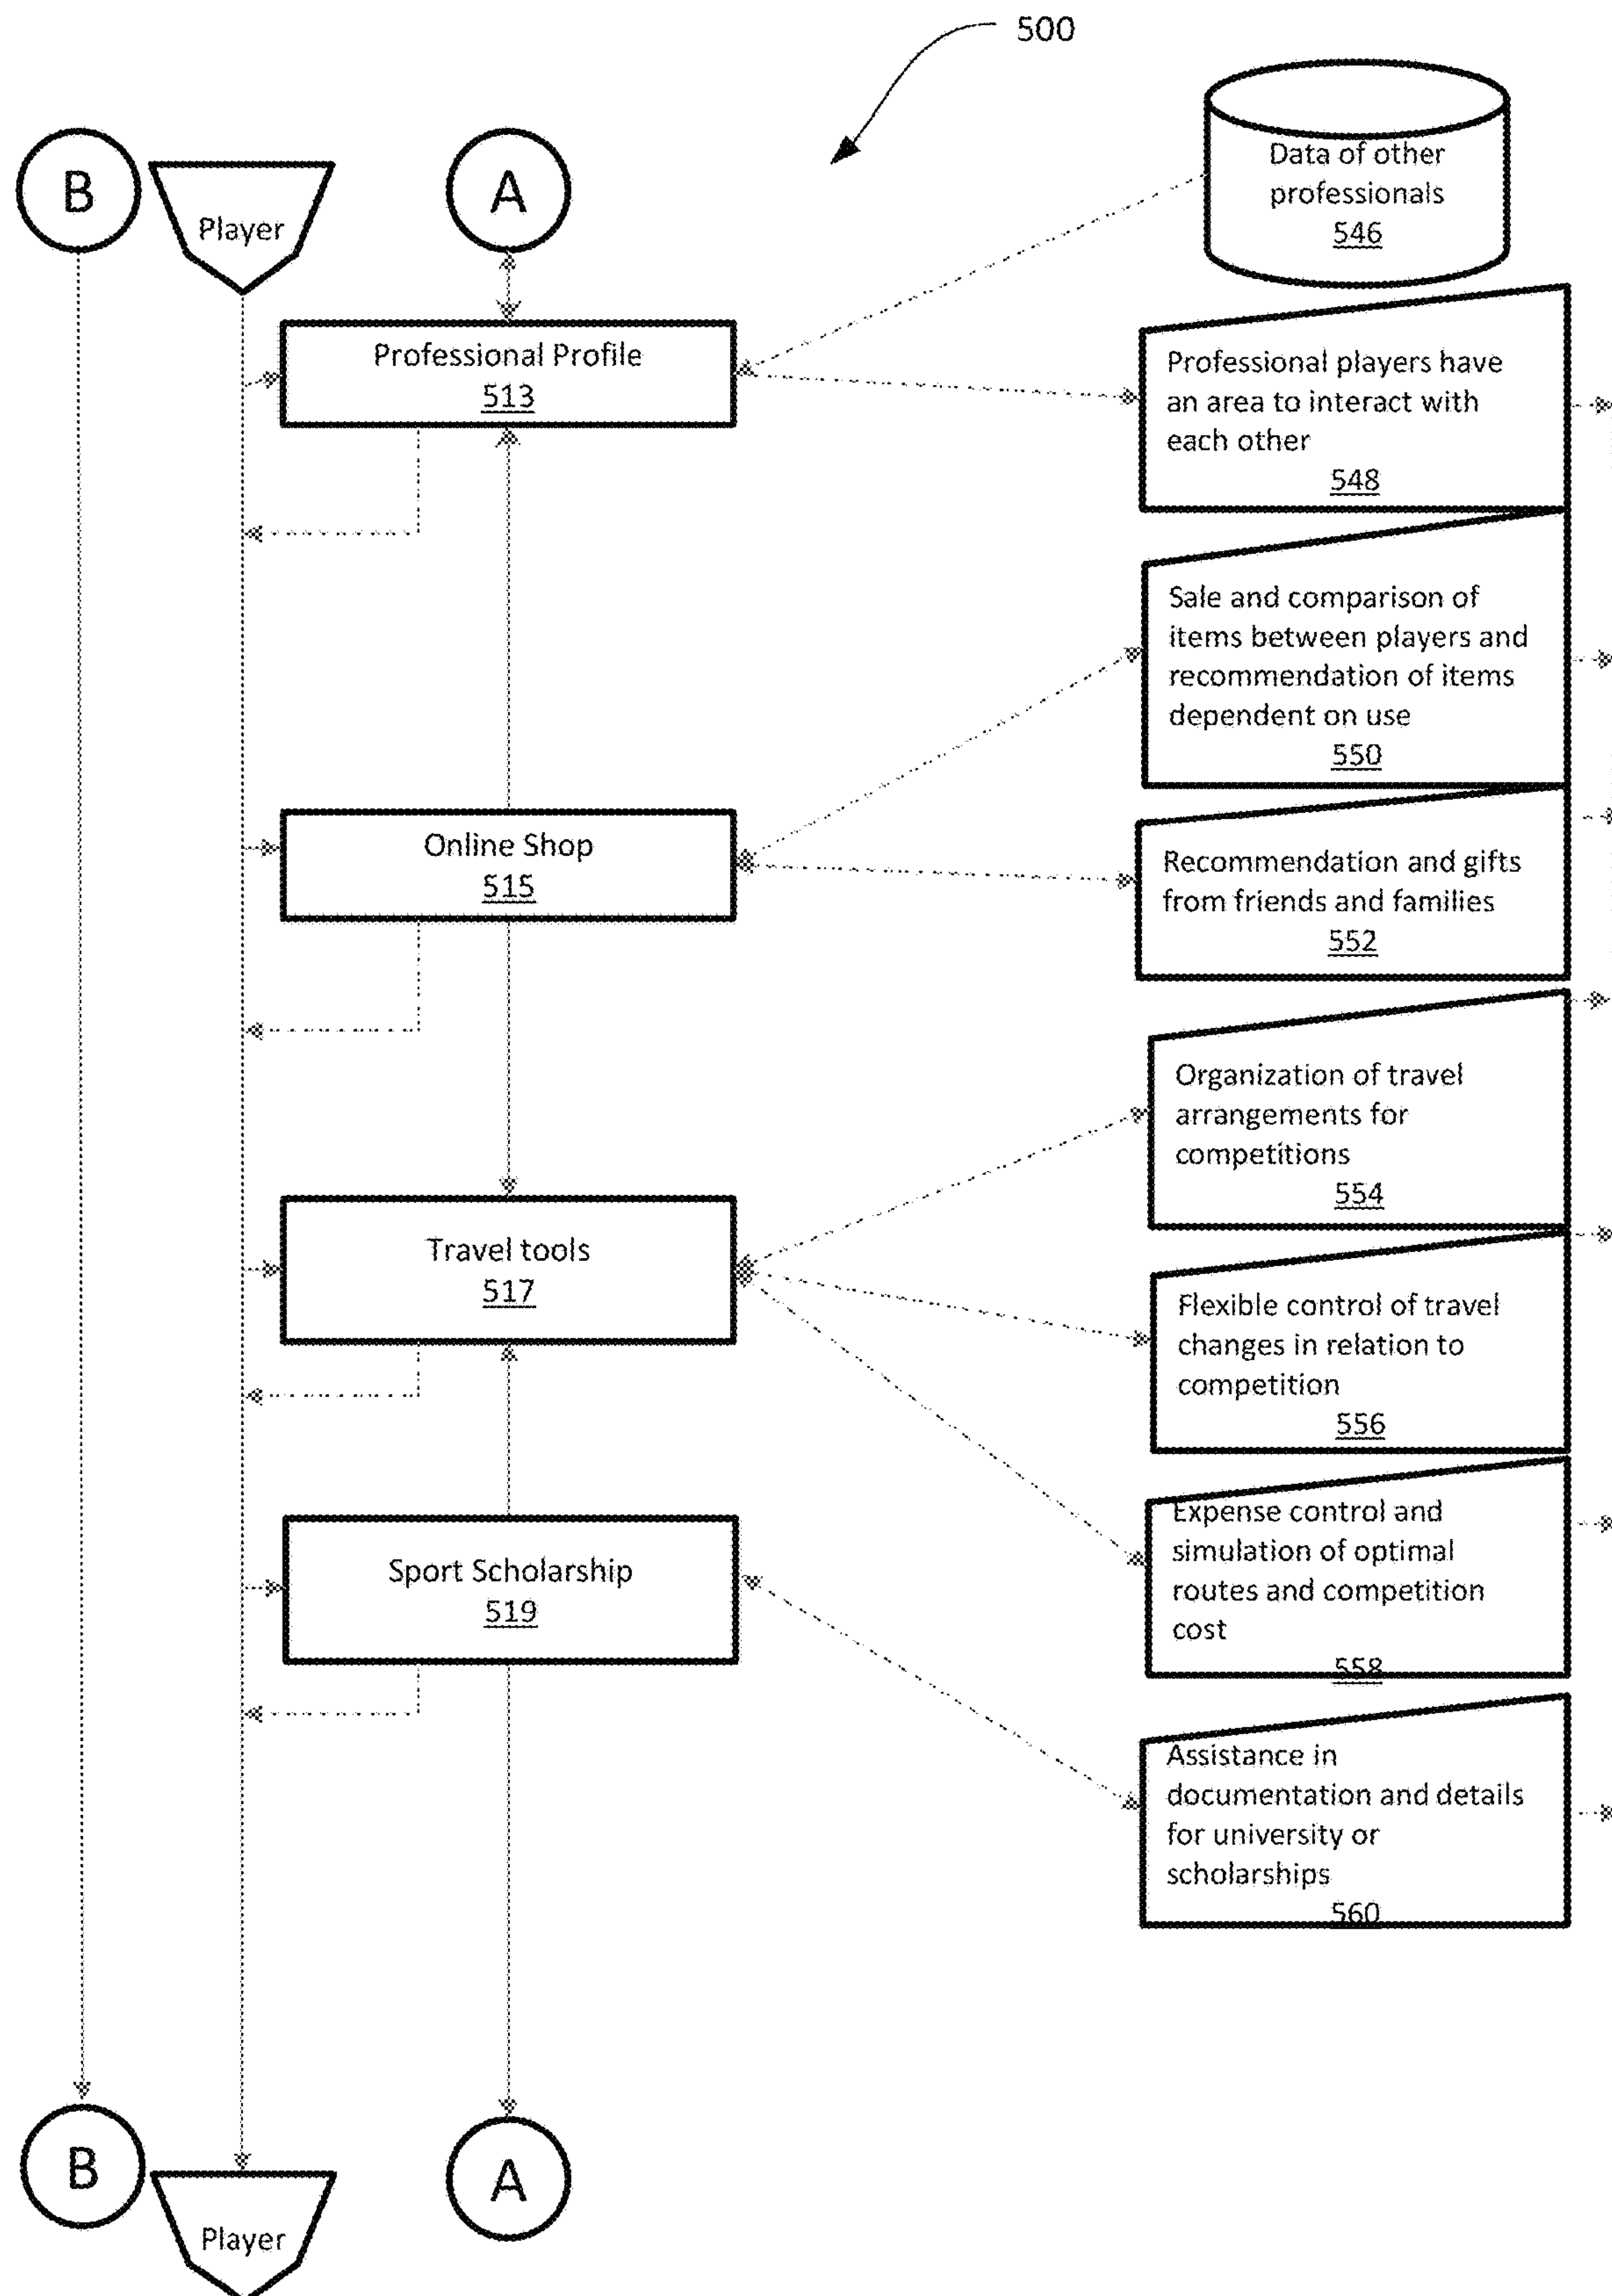 500
B
Player
A
Data of other
professionals
546
Professional Profile
513
Professional players have
an area to interact with
each other
548
Sale and comparison of
items between players and
recommendation of items
dependent on use
550
Online Shop
515
Recommendation and gifts
from friends and families
552
Organization of travel
arrangements for
competitions
554
Travel tools
517
Flexible control of travel
changes in relation to
competition
556
Expense control and
simulation of optimal
routes and competition
cost
558
Sport Scholarship
519
Assistance in
documentation and details
for university or
scholarships
560
B
Player
A